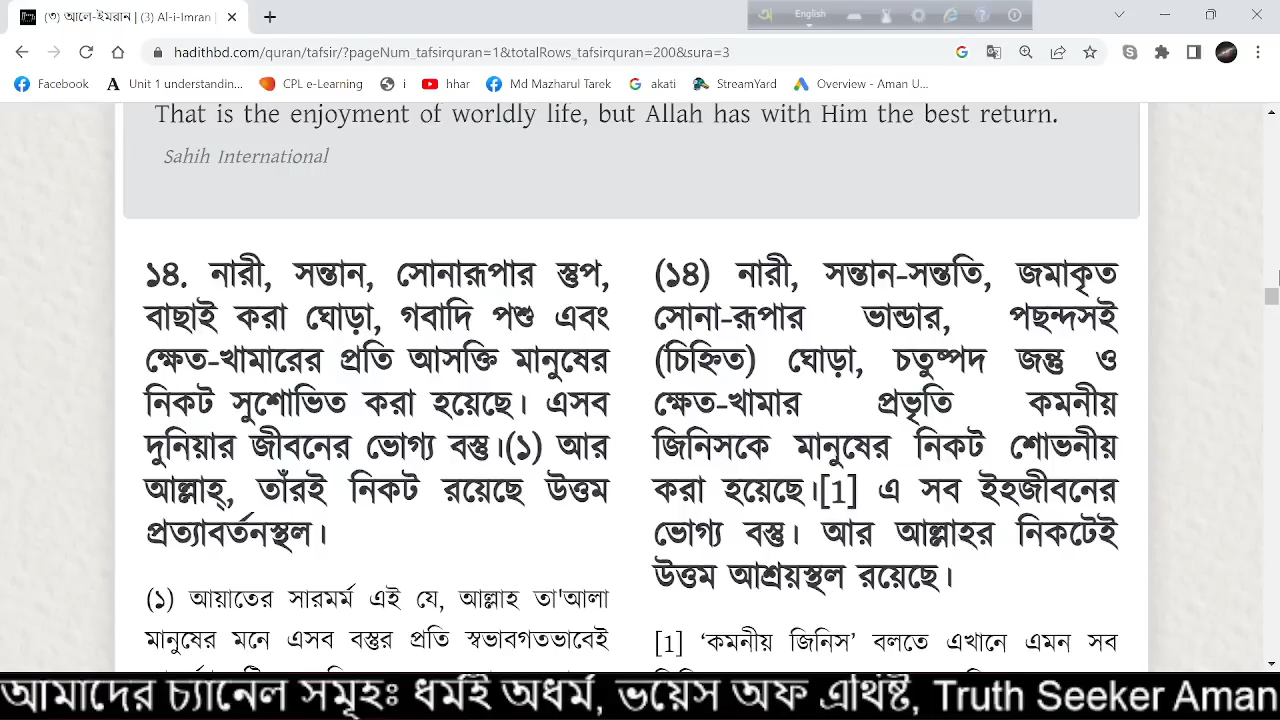 (৩) আলে-ইমরান | (3) Al-i-Imran |
English
hadithbd.com/quran/tafsir/?pageNum_tafsirquran=1&totalRows_tafsirquran=200&sura=3
Facebook
Unit 1 understandin...
CPL e-Learning
i
hhar
Md Mazharul Tarek
akati
StreamYard
Overview - Aman U...
That is the enjoyment of worldly life, but Allah has with Him the best return.
Sahih International
১৪. নারী, সন্তান, সোনারূপার স্তূপ,
বাছাই করা ঘোড়া, গবাদি পশু এবং
ক্ষেত-খামারের প্রতি আসক্তি মানুষের
নিকট সুশোভিত করা হয়েছে। এসব
দুনিয়ার জীবনের ভোগ্য বস্তু।(১) আর
আল্লাহ্‌, তাঁরই নিকট রয়েছে উত্তম
প্রত্যাবর্তনস্থল।
(১) আয়াতের সারমর্ম এই যে, আল্লাহ তা'আলা
মানুষের মনে এসব বস্তুর প্রতি স্বভাবগতভাবেই
(১৪) নারী, সন্তান-সন্ততি, জমাকৃত
সোনা-রূপার ভান্ডার, পছন্দসই
(চিহ্নিত) ঘোড়া, চতুষ্পদ জন্তু ও
ক্ষেত-খামার প্রভৃতি কমনীয়
জিনিসকে মানুষের নিকট শোভনীয়
করা হয়েছে।[1] এ সব ইহজীবনের
ভোগ্য বস্তু। আর আল্লাহর নিকটেই
উত্তম আশ্রয়স্থল রয়েছে।
[1] ‘কমনীয় জিনিস’ বলতে এখানে এমন সব
আমাদের চ্যানেল সমূহঃ ধর্মই অধর্ম, ভয়েস অফ এথিষ্ট, Truth Seeker Aman